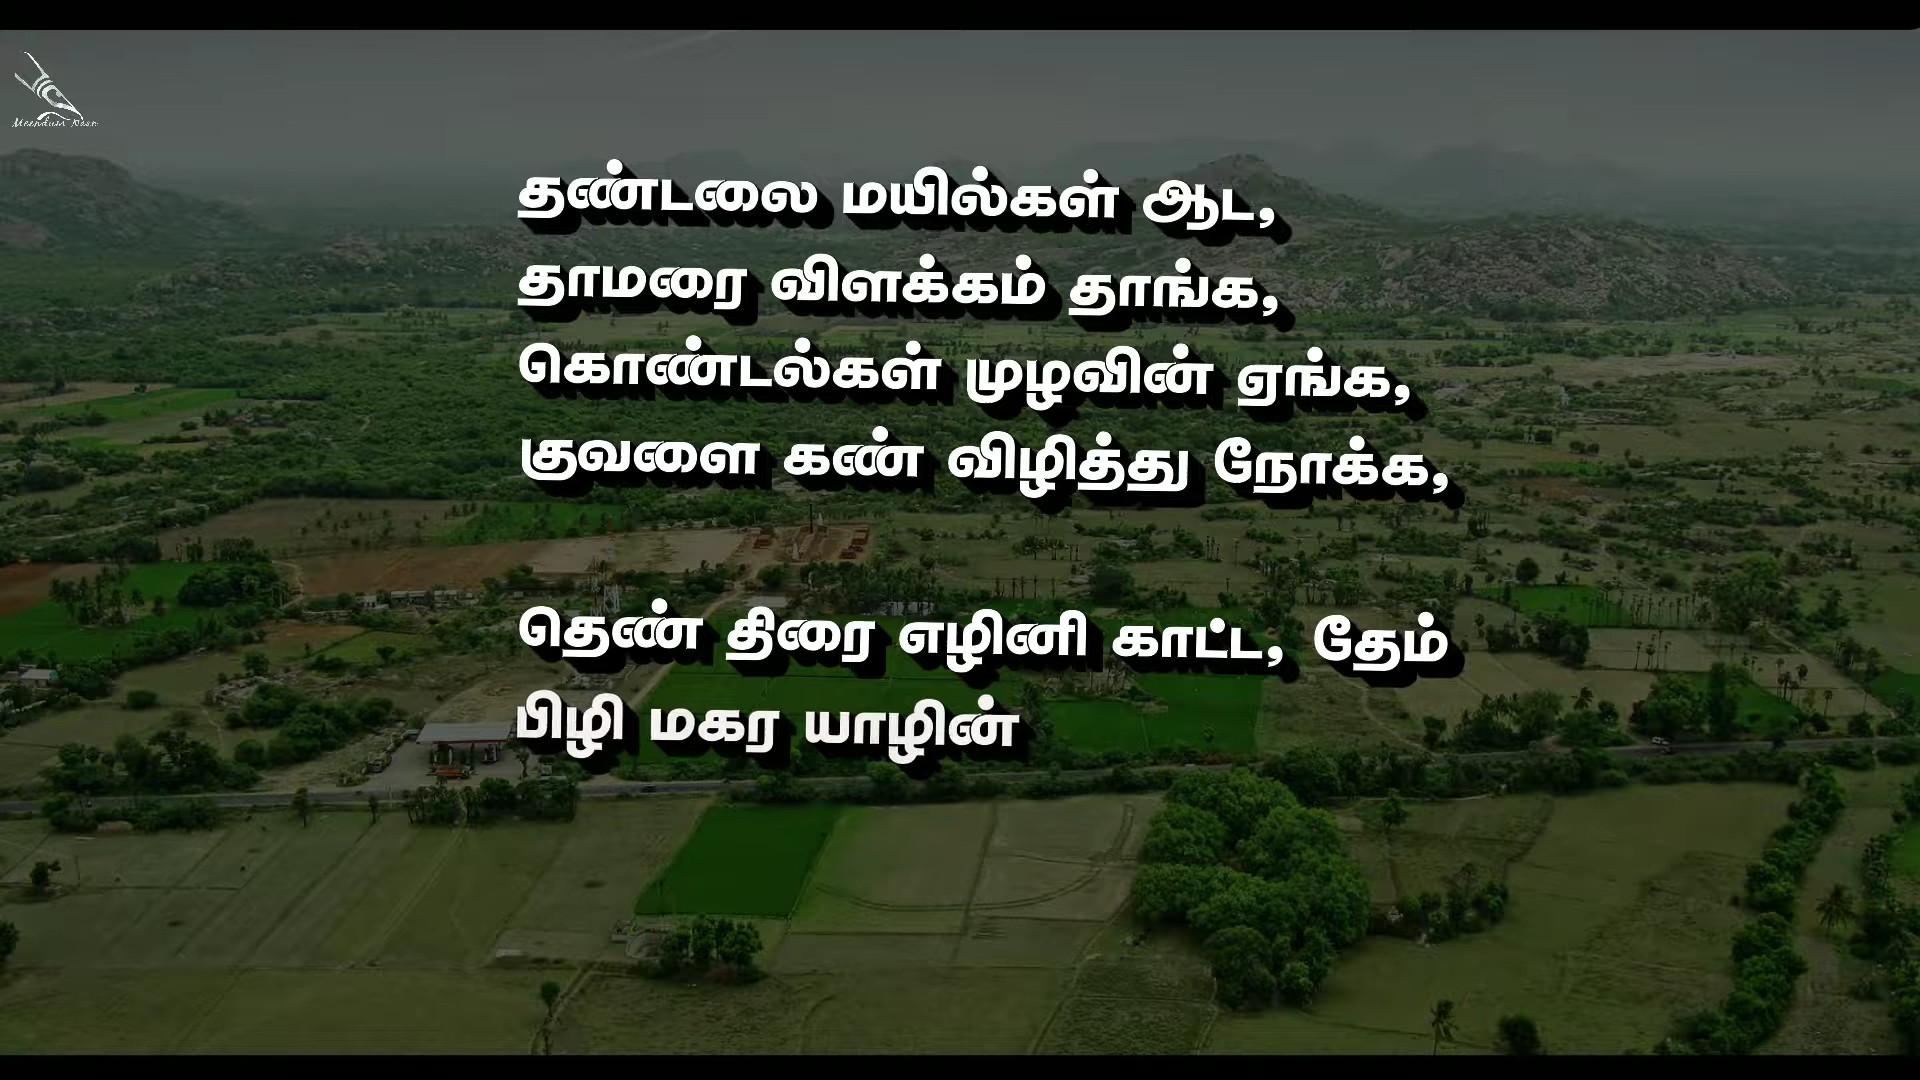 தண்டலை மயில்கள் ஆட,
தாமரை விளக்கம் தாங்க,
கொண்டல்கள் முழவின் ஏங்க,
குவளை கண் விழித்து நோக்க,
தெண் திரை எழினி காட்ட, தேம்
பிழி மகர யாழின்